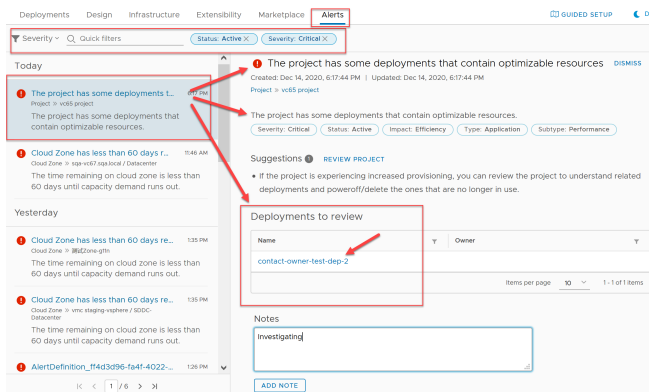 Deployments Design Infrastructure Extensibility Marketplace Alerts GUIDED SETUP D
Severity Quick filters Status: Active Severity: Critical
Today
The project has some deployments t... 6:17 PM
Project » vc65 project
The project has some deployments that
contain optimizable resources.
Cloud Zone has less than 60 days r... 11:46 AM
Cloud Zone » sqa-vc67.sqa.local / Datacenter
The time remaining on cloud zone is less than
60 days until capacity demand runs out.
Yesterday
Cloud Zone has less than 60 days re... 1:35 PM
Cloud Zone » 测试Zone-g11n
The time remaining on cloud zone is less than
60 days until capacity demand runs out.
Cloud Zone has less than 60 days re... 1:35 PM
Cloud Zone » vmc staging-vsphere / SDDC-
Datacenter
The time remaining on cloud zone is less than
60 days until capacity demand runs out.
AlertDefinition_ff4d3d96-fa4f-4022-... 1:26 PM
1 / 6
The project has some deployments that contain optimizable resources DISMISS
Created: Dec 14, 2020, 6:17:44 PM | Updated: Dec 14, 2020, 6:17:44 PM
Project » vc65 project
The project has some deployments that contain optimizable resources.
Severity: Critical Status: Active Impact: Efficiency Type: Application Subtype: Performance
Suggestions REVIEW PROJECT
• If the project is experiencing increased provisioning, you can review the project to understand related
deployments and poweroff/delete the ones that are no longer in use.
Deployments to review
Name Owner
contact-owner-test-dep-2
Items per page 10 1 - 1 of 1 items
Notes
Investigating
ADD NOTE